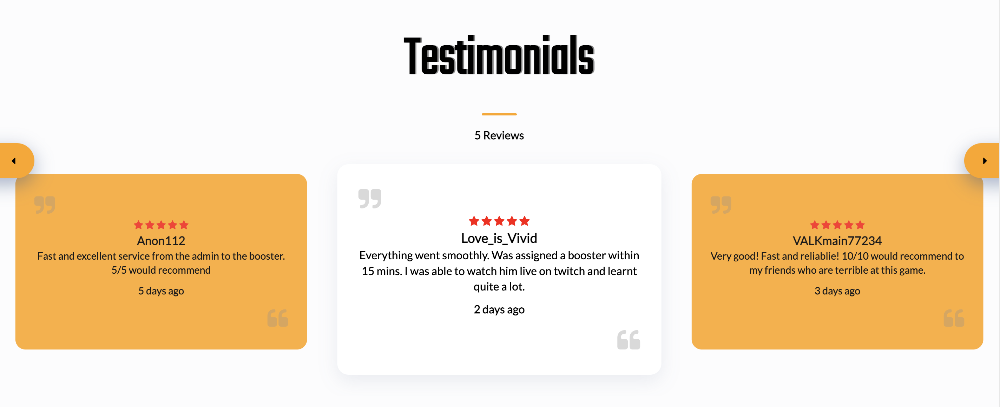 Testimonials
5 Reviews
Anon112
Fast and excellent service from the admin to the booster.
5/5 would recommend
5 days ago
Love_is_Vivid
Everything went smoothly. Was assigned a booster within
15 mins. I was able to watch him live on twitch and learnt
quite a lot.
2 days ago
VALKmain77234
Very good! Fast and reliablie! 10/10 would recommend to
my friends who are terrible at this game.
3 days ago